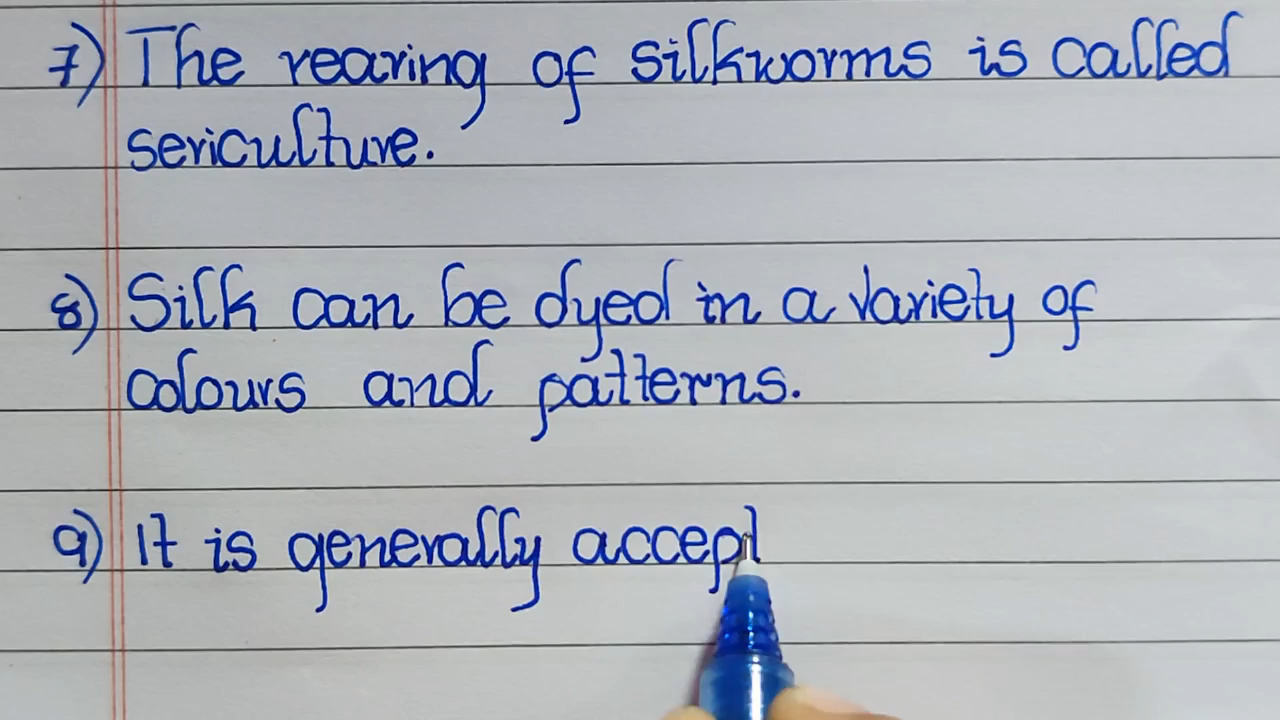 7) The rearing of silkworms is called
sericulture.
8) Silk can be dyed in a variety of
colours and patterns.
9) It is generally accept